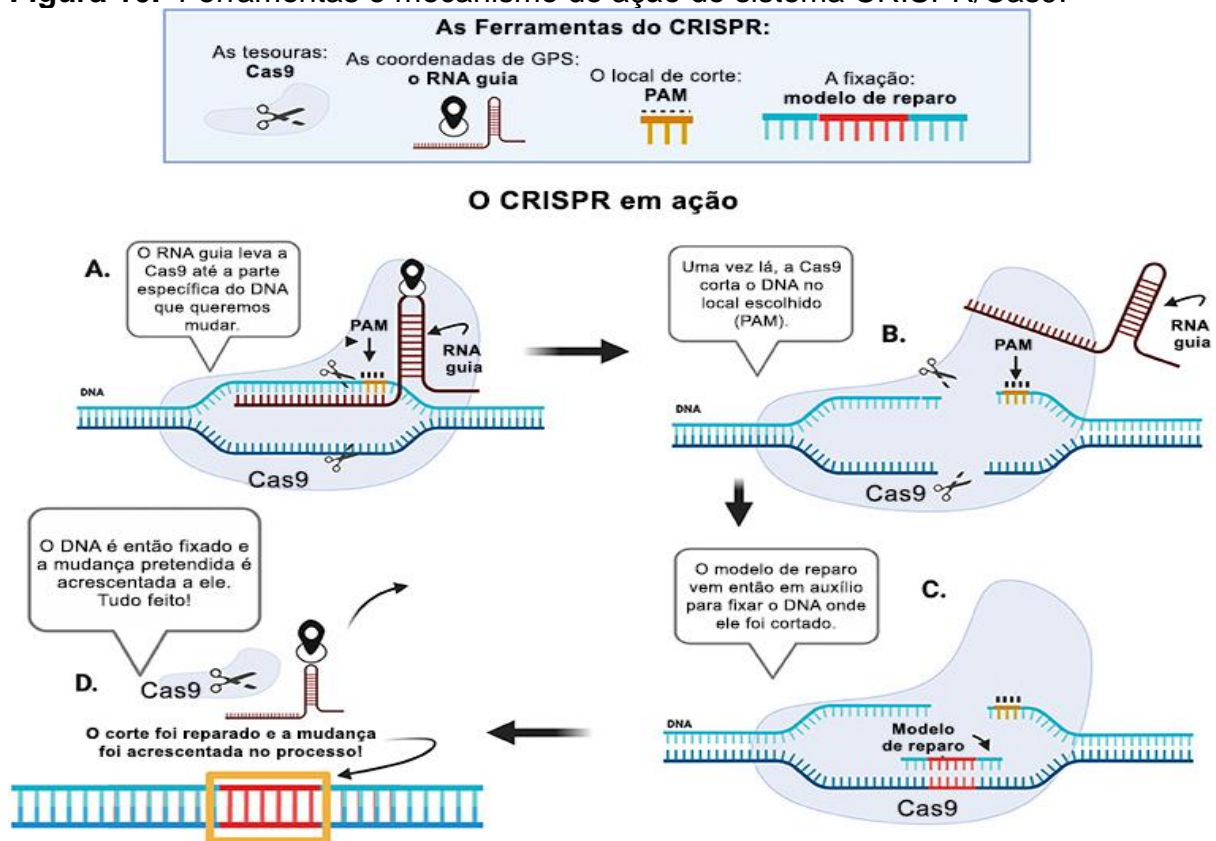 Figura 10. Ferramentas e mecanismo de ação do sistema CRISPR/Cas9.
As Ferramentas do CRISPR:
As tesouras:
Cas9
As coordenadas de GPS:
o RNA guia
O local de corte:
PAM
A fixação:
modelo de reparo
O CRISPR em ação
A.
O RNA guia leva a
Cas9 até a parte
específica do DNA
que queremos
mudar.
PAM
RNA
guia
DNA
Cas9
Uma vez lá, a Cas9
corta o DNA no
local escolhido
(PAM).
B.
PAM
RNA
guia
DNA
Cas9
O modelo de reparo
vem então em auxílio
para fixar o DNA onde
ele foi cortado.
C.
DNA
Modelo
de reparo
Cas9
O DNA é então fixado e
a mudança pretendida é
acrescentada a ele.
Tudo feito!
D.
Cas9
O corte foi reparado e a mudança
foi acrescentada no processo!